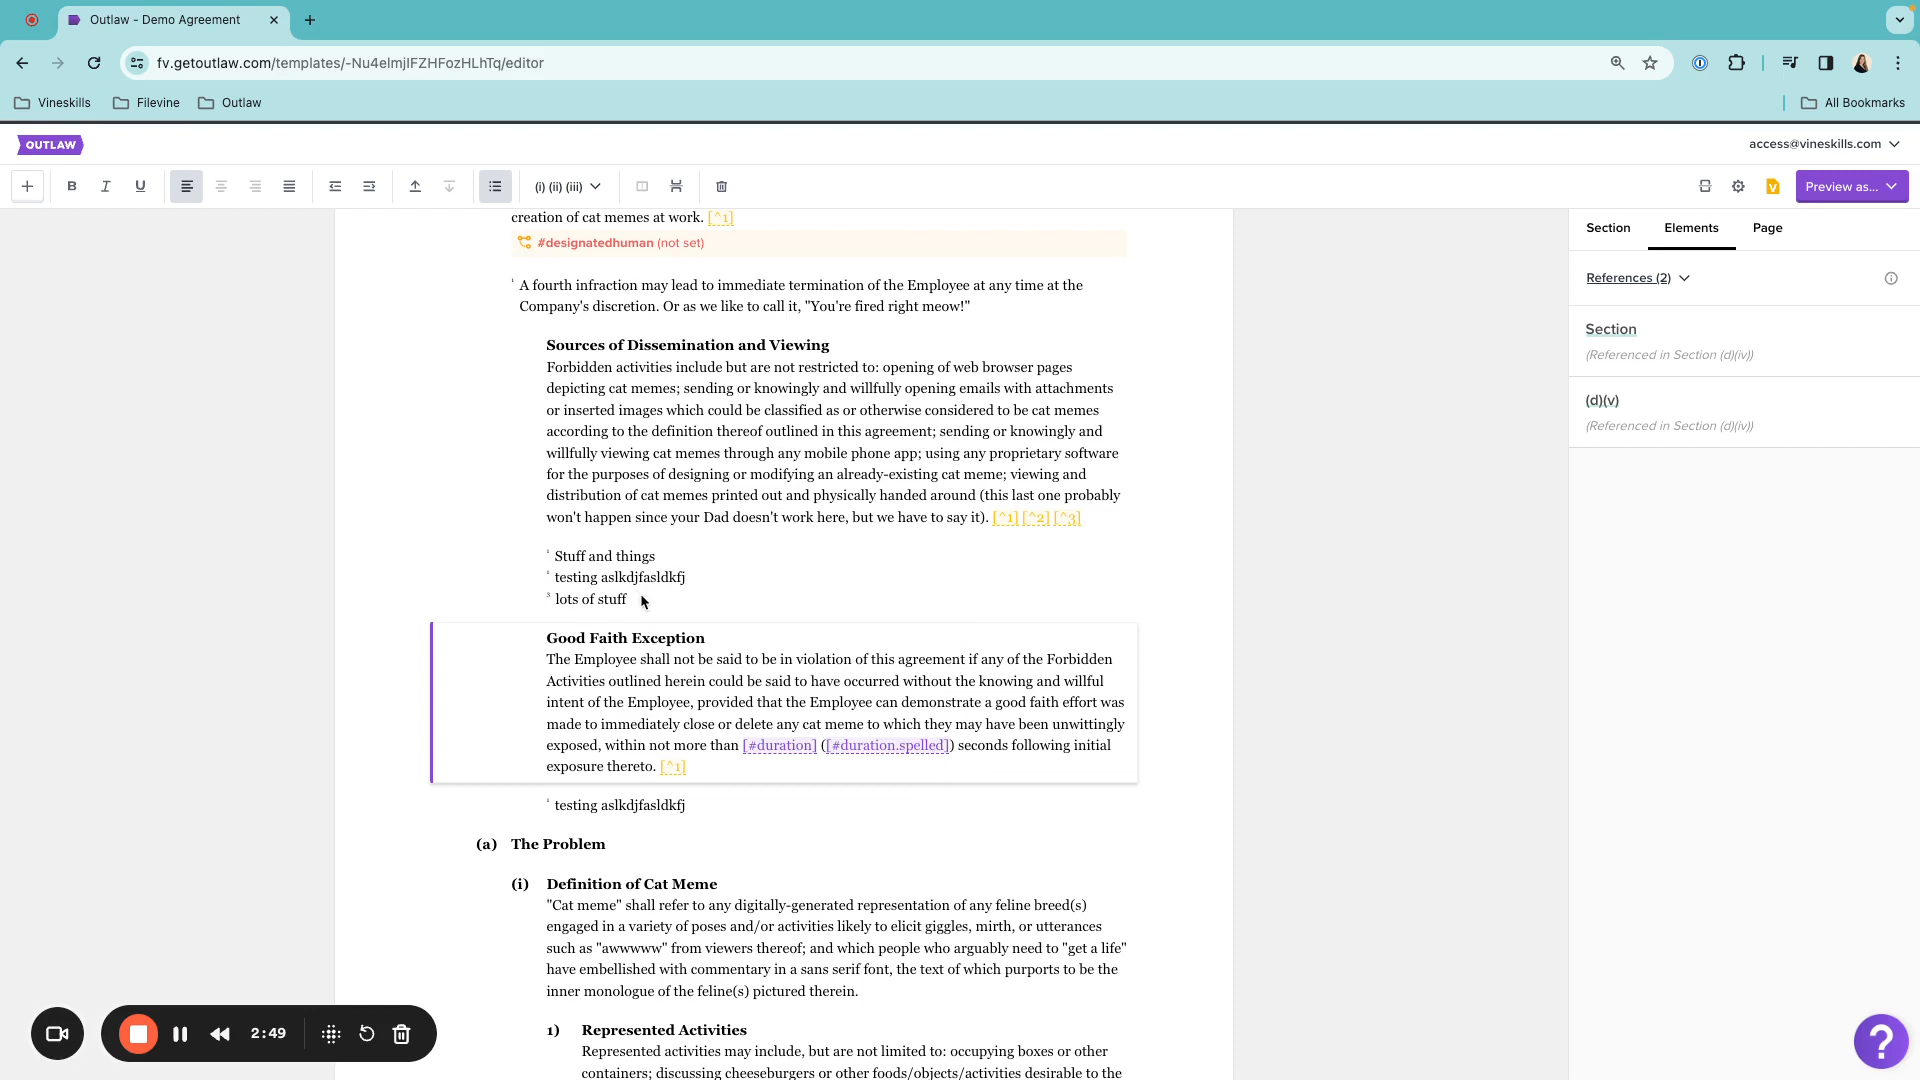 Outlaw - Demo Agreement
fv.getoutlaw.com/templates/-Nu4elmjIFZHFozHLhTq/editor
Vineskills
Filevine
Outlaw
All Bookmarks
OUTLAW
access@vineskills.com
B I U
(i) (ii) (iii)
Preview as...
creation of cat memes at work. [^1]
#designatedhuman (not set)
1 A fourth infraction may lead to immediate termination of the Employee at any time at the
Company's discretion. Or as we like to call it, "You're fired right meow!"
Sources of Dissemination and Viewing
Forbidden activities include but are not restricted to: opening of web browser pages
depicting cat memes; sending or knowingly and willfully opening emails with attachments
or inserted images which could be classified as or otherwise considered to be cat memes
according to the definition thereof outlined in this agreement; sending or knowingly and
willfully viewing cat memes through any mobile phone app; using any proprietary software
for the purposes of designing or modifying an already-existing cat meme; viewing and
distribution of cat memes printed out and physically handed around (this last one probably
won't happen since your Dad doesn't work here, but we have to say it). [^1] [^2] [^3]
1 Stuff and things
2 testing aslkdjfasldkfj
3 lots of stuff
Good Faith Exception
The Employee shall not be said to be in violation of this agreement if any of the Forbidden
Activities outlined herein could be said to have occurred without the knowing and willful
intent of the Employee, provided that the Employee can demonstrate a good faith effort was
made to immediately close or delete any cat meme to which they may have been unwittingly
exposed, within not more than [#duration] ([#duration.spelled]) seconds following initial
exposure thereto. [^1]
1 testing aslkdjfasldkfj
(a) The Problem
(i) Definition of Cat Meme
"Cat meme" shall refer to any digitally-generated representation of any feline breed(s)
engaged in a variety of poses and/or activities likely to elicit giggles, mirth, or utterances
such as "awwwww" from viewers thereof; and which people who arguably need to "get a life"
have embellished with commentary in a sans serif font, the text of which purports to be the
inner monologue of the feline(s) pictured therein.
1) Represented Activities
Represented activities may include, but are not limited to: occupying boxes or other
containers; discussing cheeseburgers or other foods/objects/activities desirable to the
Section
Elements
Page
References (2)
Section
(Referenced in Section (d)(iv))
(d)(v)
(Referenced in Section (d)(iv))
2:49
?